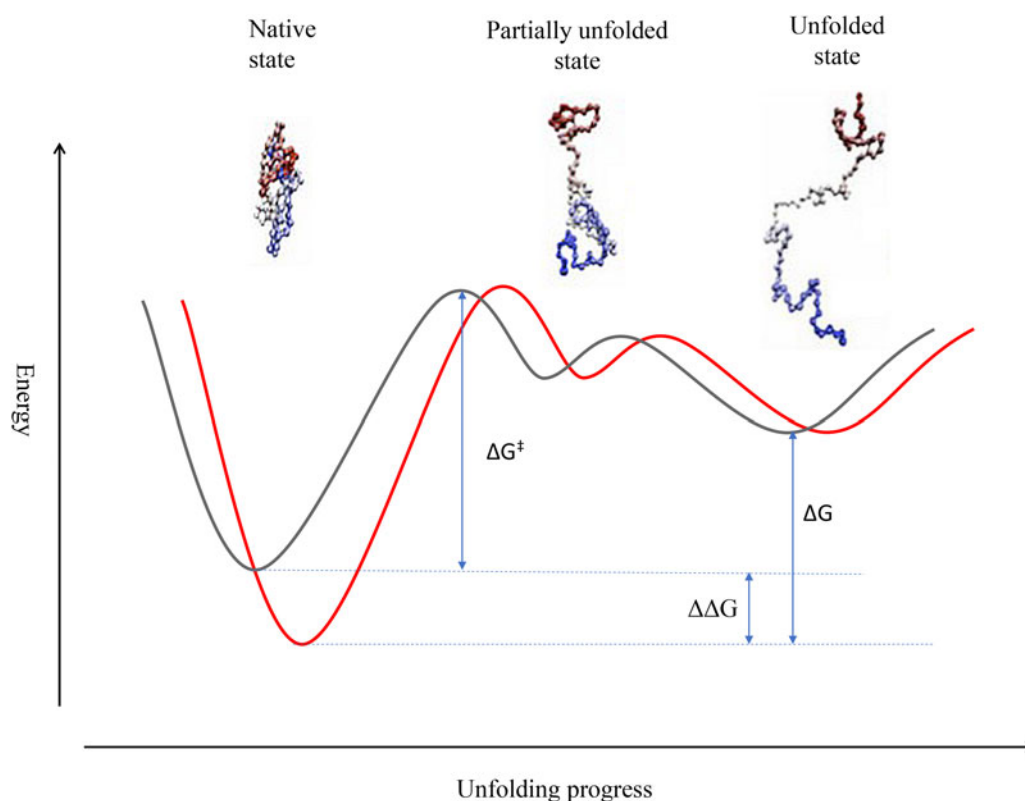 Native
state
Partially unfolded
state
Unfolded
state
Energy
ΔG‡
ΔG
ΔΔG
Unfolding progress